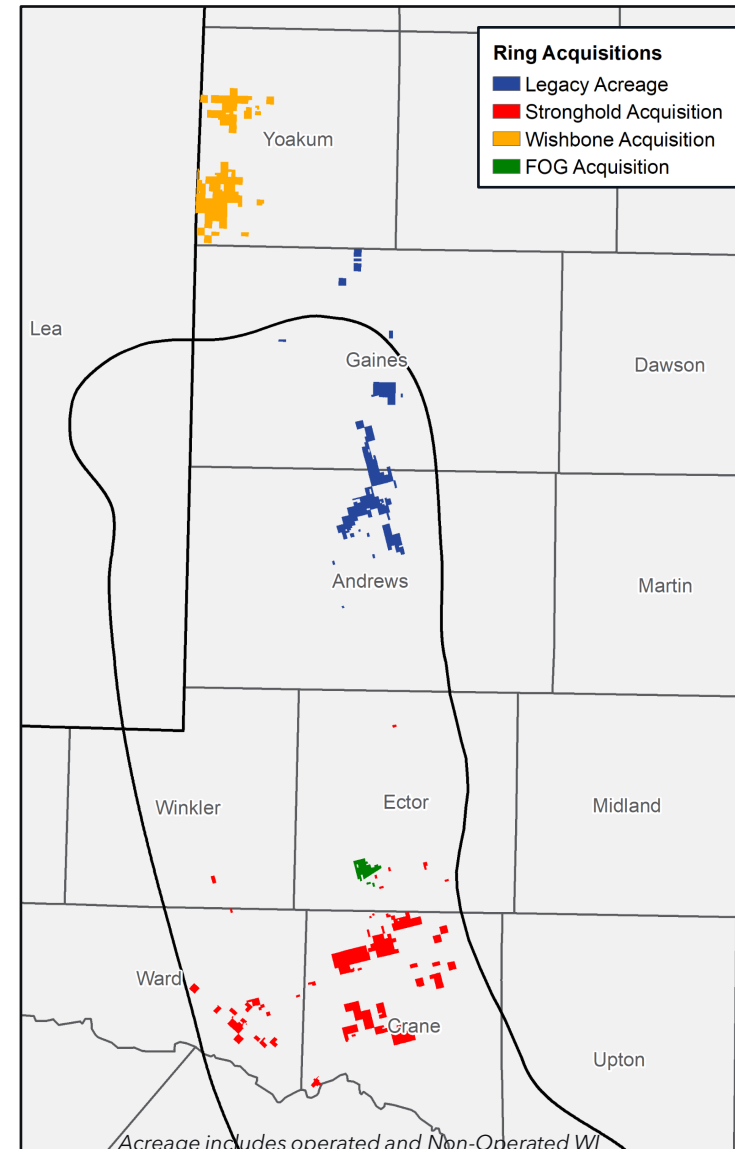 Ring Acquisitions
Legacy Acreage
Stronghold Acquisition
Wishbone Acquisition
FOG Acquisition
Yoakum
Lea
Gaines
Dawson
Andrews
Martin
Winkler
Ector
Midland
Ward
Crane
Upton
Acreage includes operated and Non-Operated WI